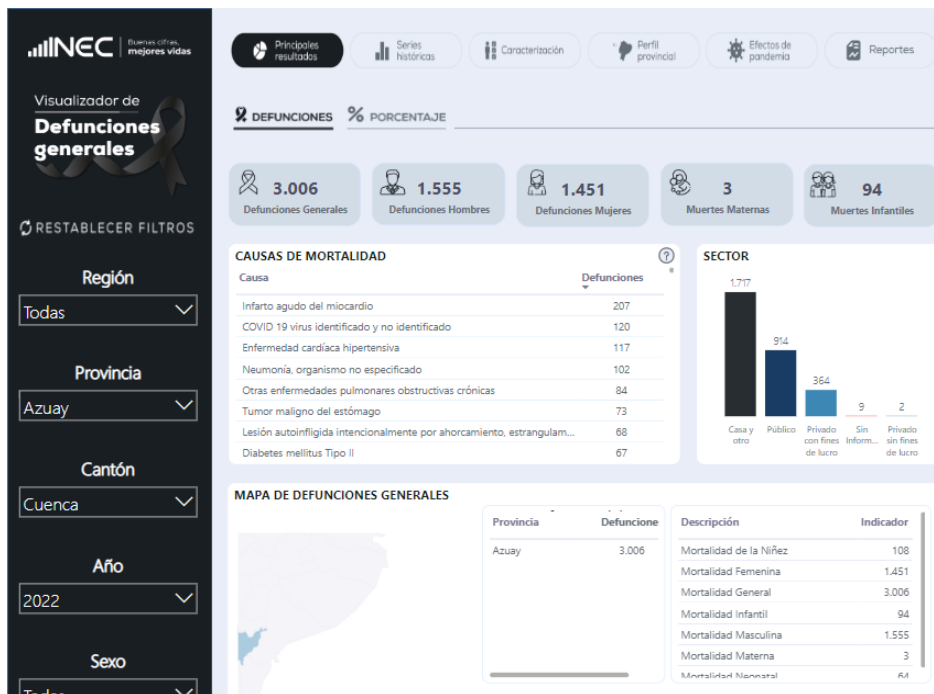 INEC
Buenas cifras,
mejores vidas
Visualizador de
Defunciones
generales
RESTABLECER FILTROS
Región
Todas
Provincia
Azuay
Cantón
Cuenca
Año
2022
Sexo
Todas
Principales
resultados
Series
históricas
Caracterización
Perfil
provincial
Efectos de
pandemia
Reportes
DEFUNCIONES
% PORCENTAJE
3.006
Defunciones Generales
1.555
Defunciones Hombres
1.451
Defunciones Mujeres
3
Muertes Maternas
94
Muertes Infantiles
CAUSAS DE MORTALIDAD
?
Causa Defunciones
Infarto agudo del miocardio 207
COVID 19 virus identificado y no identificado 120
Enfermedad cardíaca hipertensiva 117
Neumonía, organismo no especificado 102
Otras enfermedades pulmonares obstructivas crónicas 84
Tumor maligno del estómago 73
Lesión autoinfligida intencionalmente por ahorcamiento, estrangulam... 68
Diabetes mellitus Tipo II 67
SECTOR
1.717
914
364
9
2
Casa y
otro
Público
Privado
con fines
de lucro
Sin
Inform...
Privado
sin fines
de lucro
MAPA DE DEFUNCIONES GENERALES
Provincia Defuncione
Azuay 3.006
Descripción Indicador
Mortalidad de la Niñez 108
Mortalidad Femenina 1.451
Mortalidad General 3.006
Mortalidad Infantil 94
Mortalidad Masculina 1.555
Mortalidad Materna 3
Mortalidad Neonatal 64